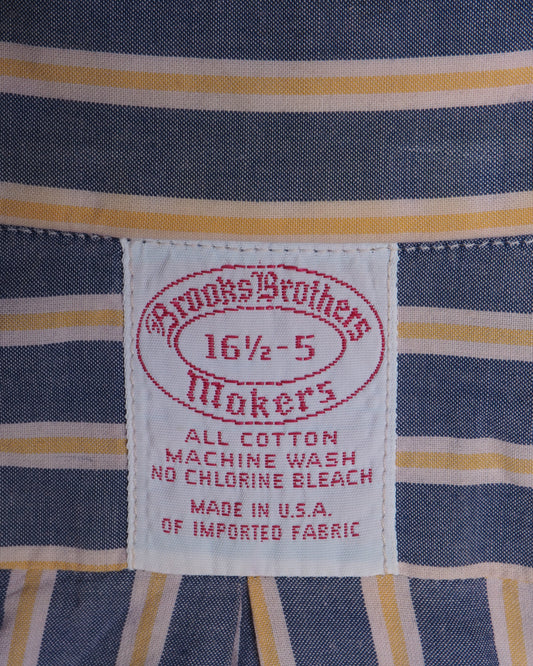 Brooks Brothers
16½-5
Makers
ALL COTTON
MACHINE WASH
NO CHLORINE BLEACH
MADE IN U.S.A.
OF IMPORTED FABRIC